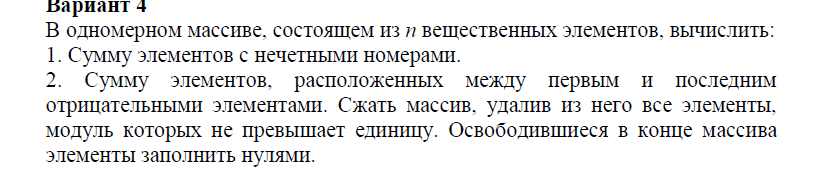 Вариант 4
В одномерном массиве, состоящем из n вещественных элементов, вычислить:
1. Сумму элементов с нечетными номерами.
2. Сумму элементов, расположенных между первым и последним
отрицательными элементами. Сжать массив, удалив из него все элементы,
модуль которых не превышает единицу. Освободившиеся в конце массива
элементы заполнить нулями.